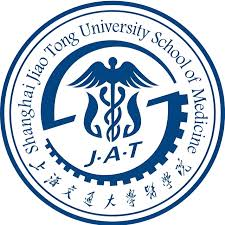 Shanghai Jiao Tong University School of Medicine
J·A·T
上海交通大學醫學院